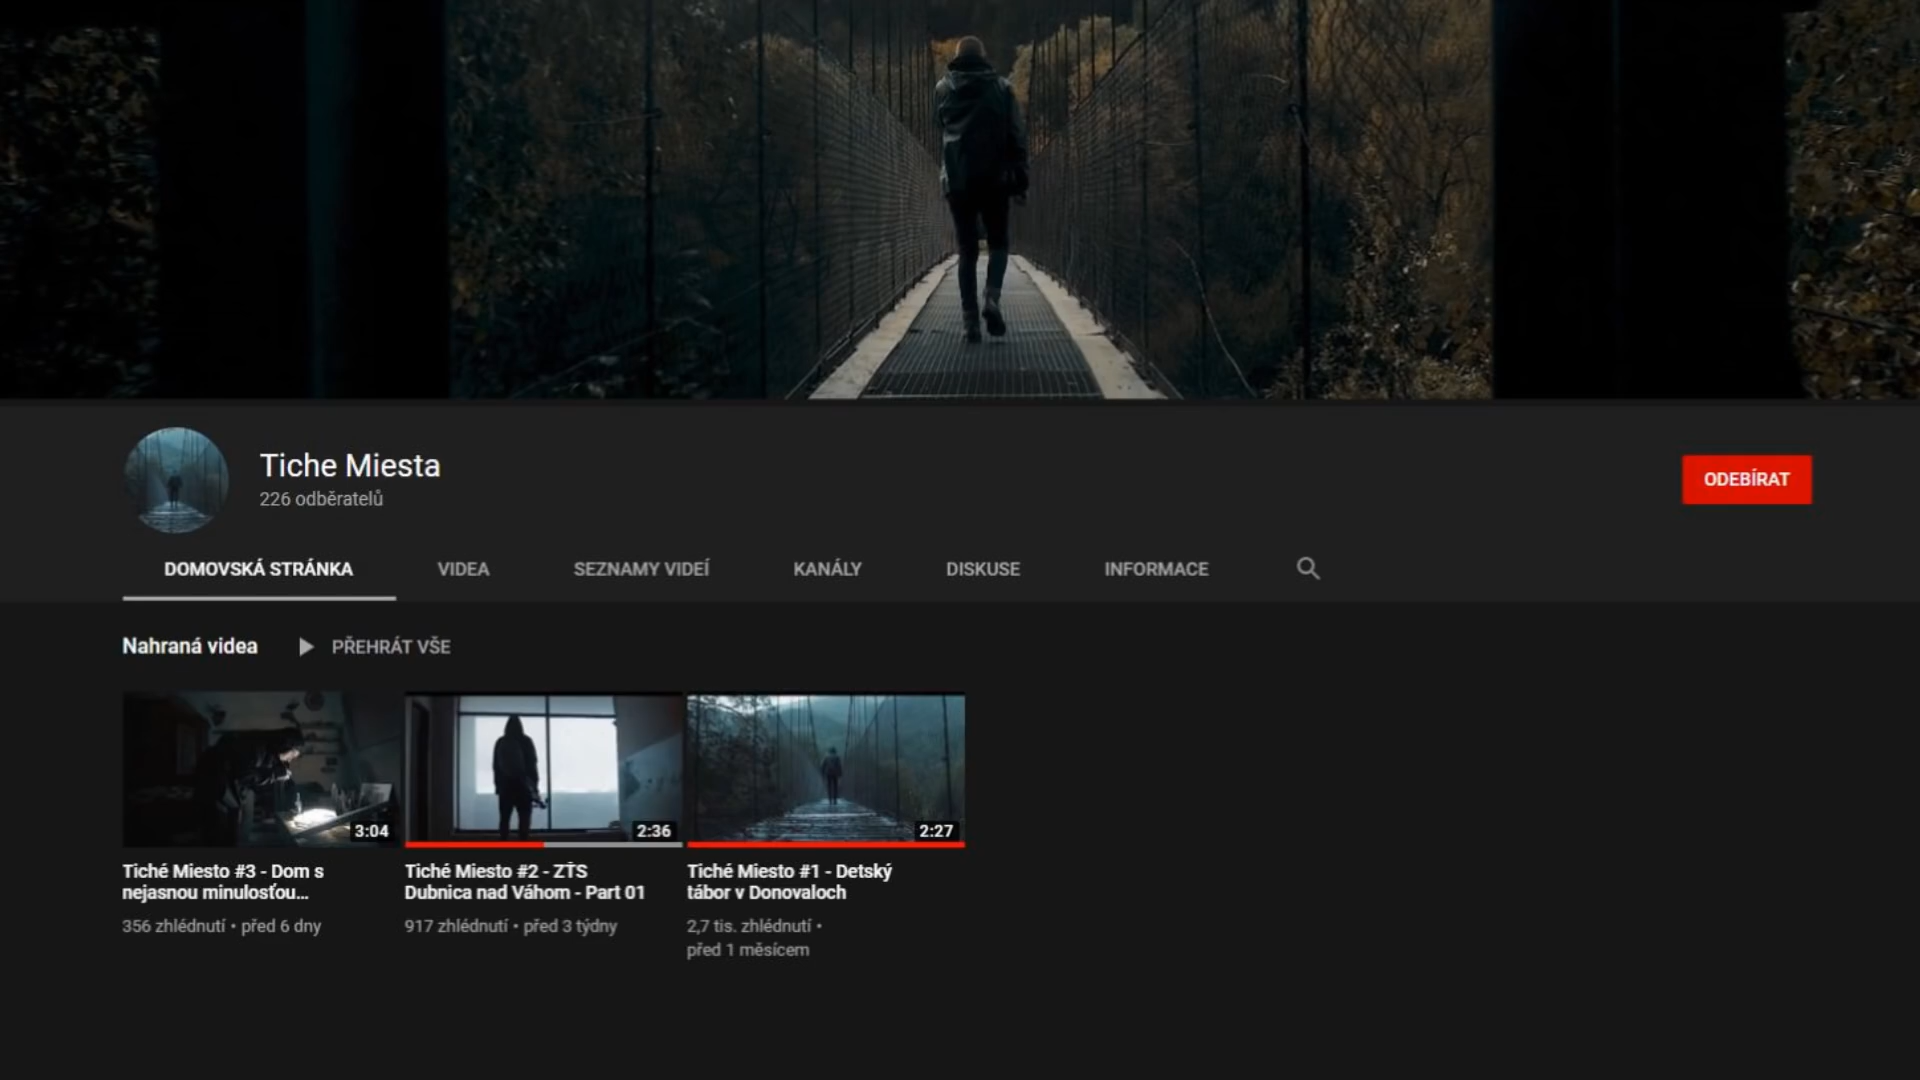 Tiche Miesta
226 odběratelů
ODEBÍRAT
DOMOVSKÁ STRÁNKA
VIDEA
SEZNAMY VIDEÍ
KANÁLY
DISKUSE
INFORMACE
Nahraná videa
PŘEHRÁT VŠE
3:04
Tiché Miesto #3 - Dom s
nejasnou minulosťou...
356 zhlédnutí • před 6 dny
2:36
Tiché Miesto #2 - ZŤS
Dubnica nad Váhom - Part 01
917 zhlédnutí • před 3 týdny
2:27
Tiché Miesto #1 - Detský
tábor v Donovaloch
2,7 tis. zhlédnutí •
před 1 měsícem